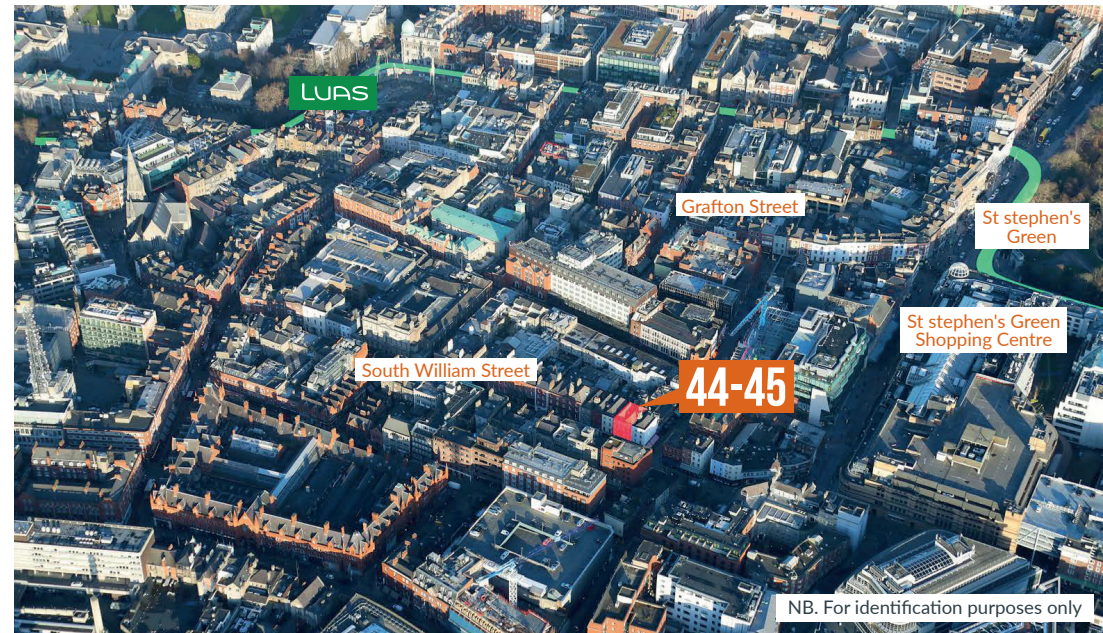 LUAS
Grafton Street
St stephen's
Green
St stephen's Green
Shopping Centre
South William Street
44-45
NB. For identification purposes only